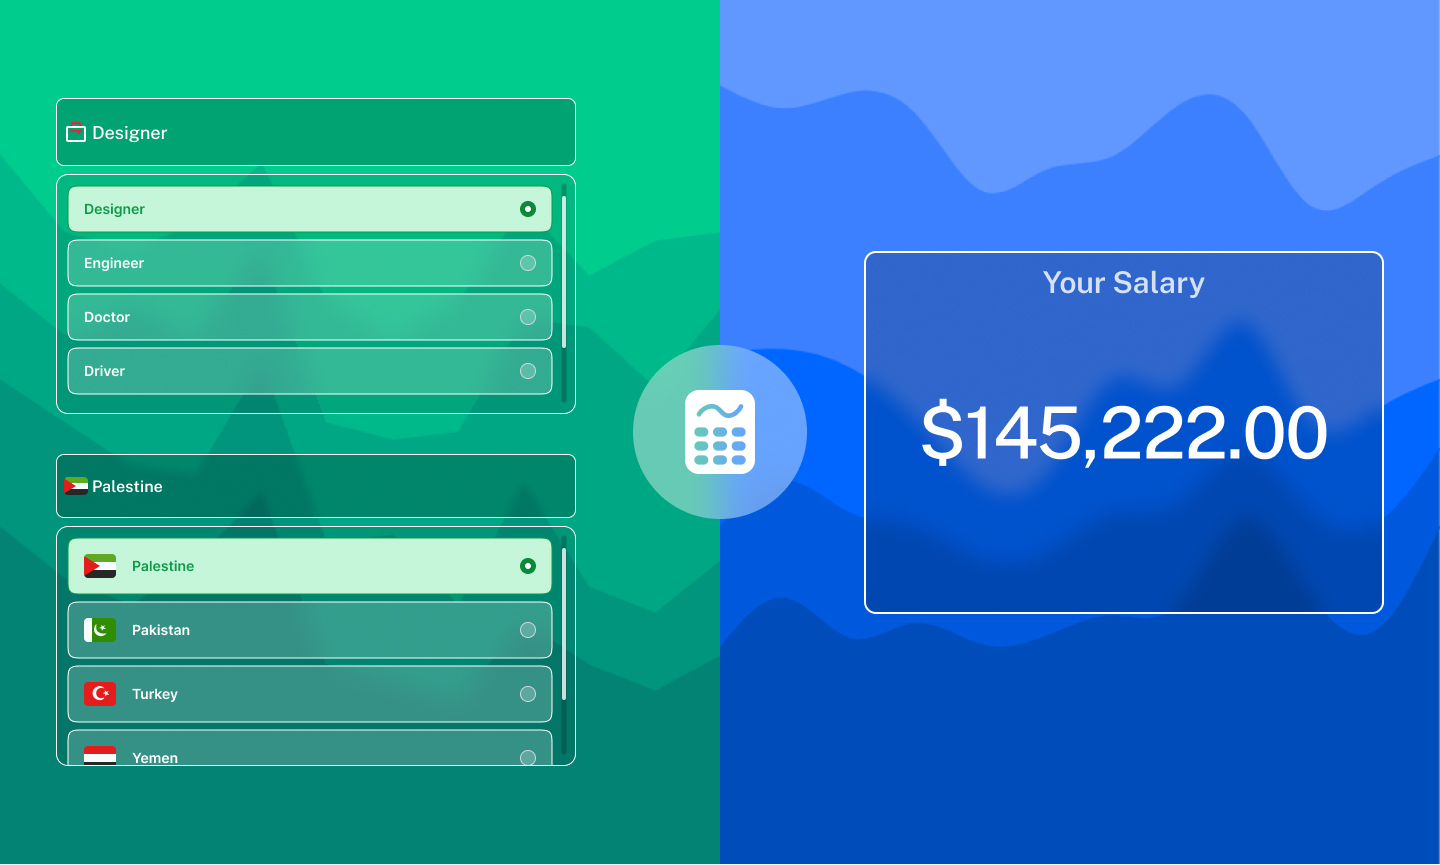 Designer
Designer
Engineer
Doctor
Driver
Palestine
Palestine
Pakistan
Turkey
Yemen
Your Salary
$145,222.00